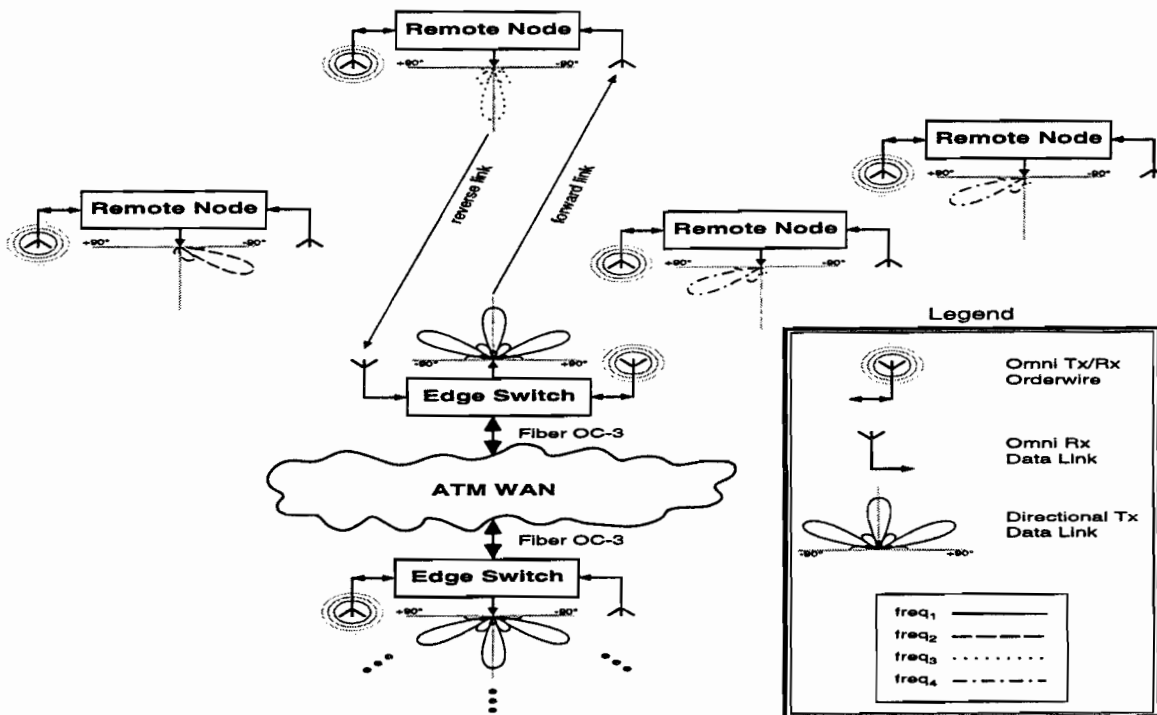 Remote Node
+90° -90°
Remote Node
+90° -90°
reverse link
forward link
Remote Node
+90° -90°
Remote Node
+90° -90°
-90° +90°
Edge Switch
Fiber OC-3
ATM WAN
Fiber OC-3
Edge Switch
+90° -90°
Legend
Omni Tx/Rx
Orderwire
Omni Rx
Data Link
Directional Tx
Data Link
-90° +90°
freq1
freq2
freq3
freq4